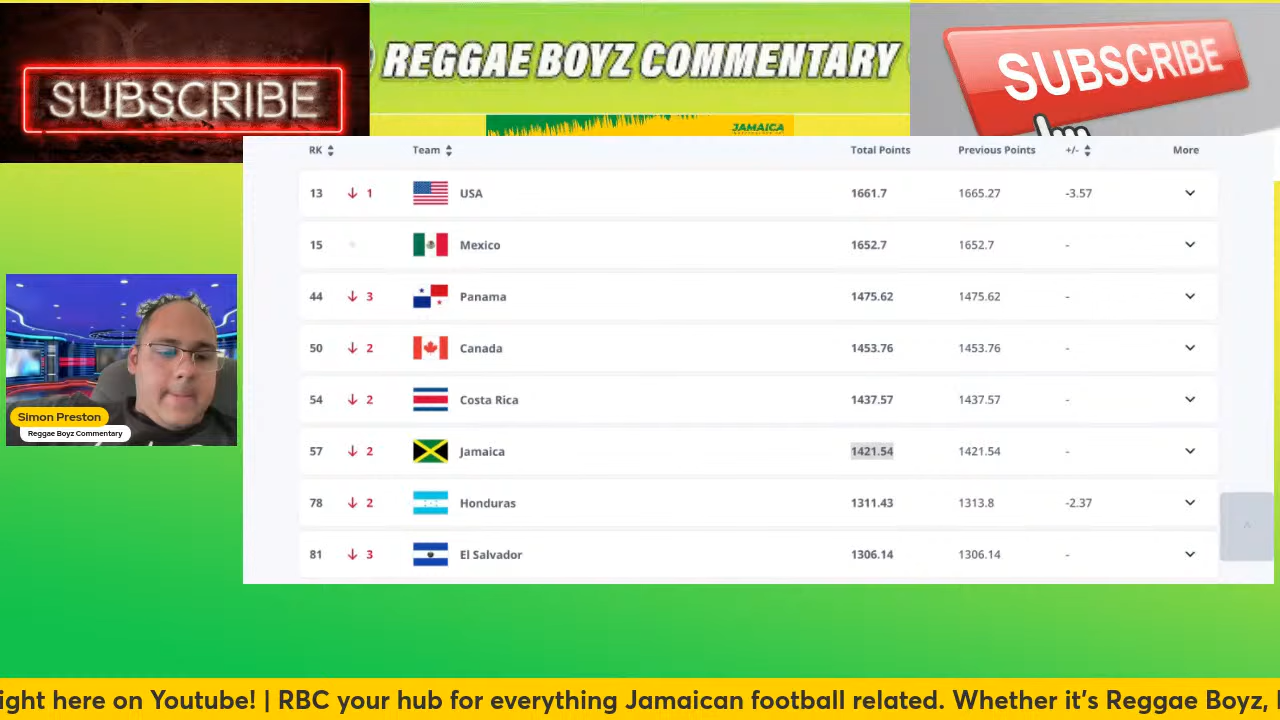 SUBSCRIBE
REGGAE BOYZ COMMENTARY
SUBSCRIBE
JAMAICA
RK Team Total Points Previous Points +/- More
13 1 USA 1661.7 1665.27 -3.57
15 Mexico 1652.7 1652.7 -
44 3 Panama 1475.62 1475.62 -
50 2 Canada 1453.76 1453.76 -
54 2 Costa Rica 1437.57 1437.57 -
57 2 Jamaica 1421.54 1421.54 -
78 2 Honduras 1311.43 1313.8 -2.37
81 3 El Salvador 1306.14 1306.14 -
Simon Preston
Reggae Boyz Commentary
ight here on Youtube! | RBC your hub for everything Jamaican football related. Whether it's Reggae Boyz,